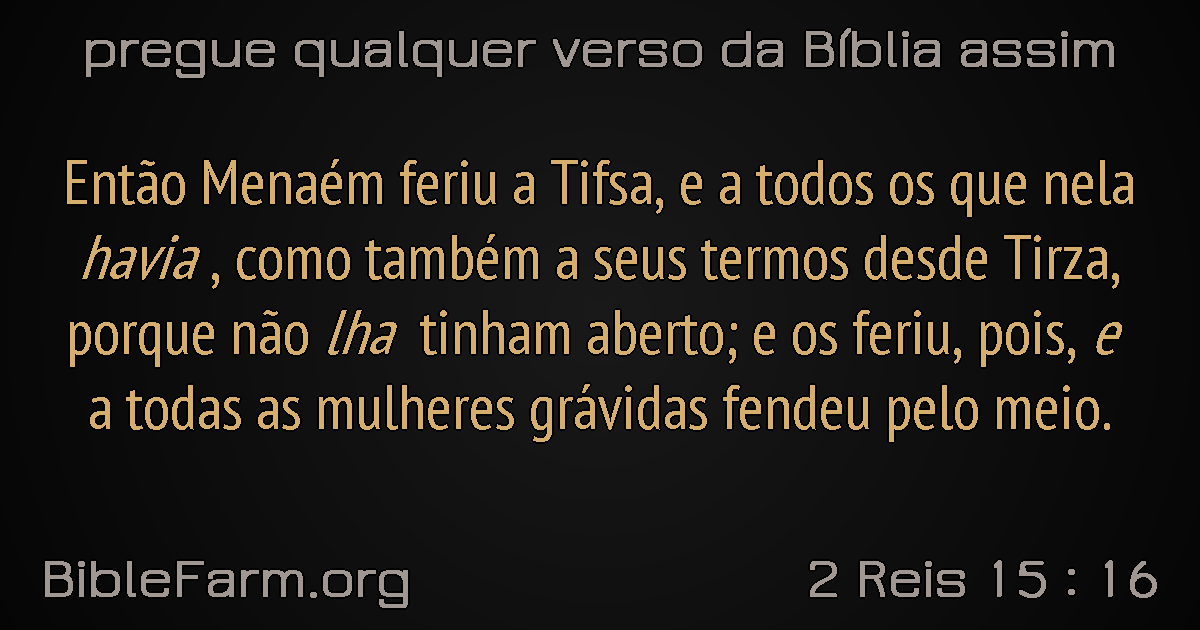 pregue qualquer verso da Bíblia assim
Então Menaém feriu a Tifsa, e a todos os que nela
havia , como também a seus termos desde Tirza,
porque não lha tinham aberto; e os feriu, pois, e
a todas as mulheres grávidas fendeu pelo meio.
BibleFarm.org
2 Reis 15 : 16